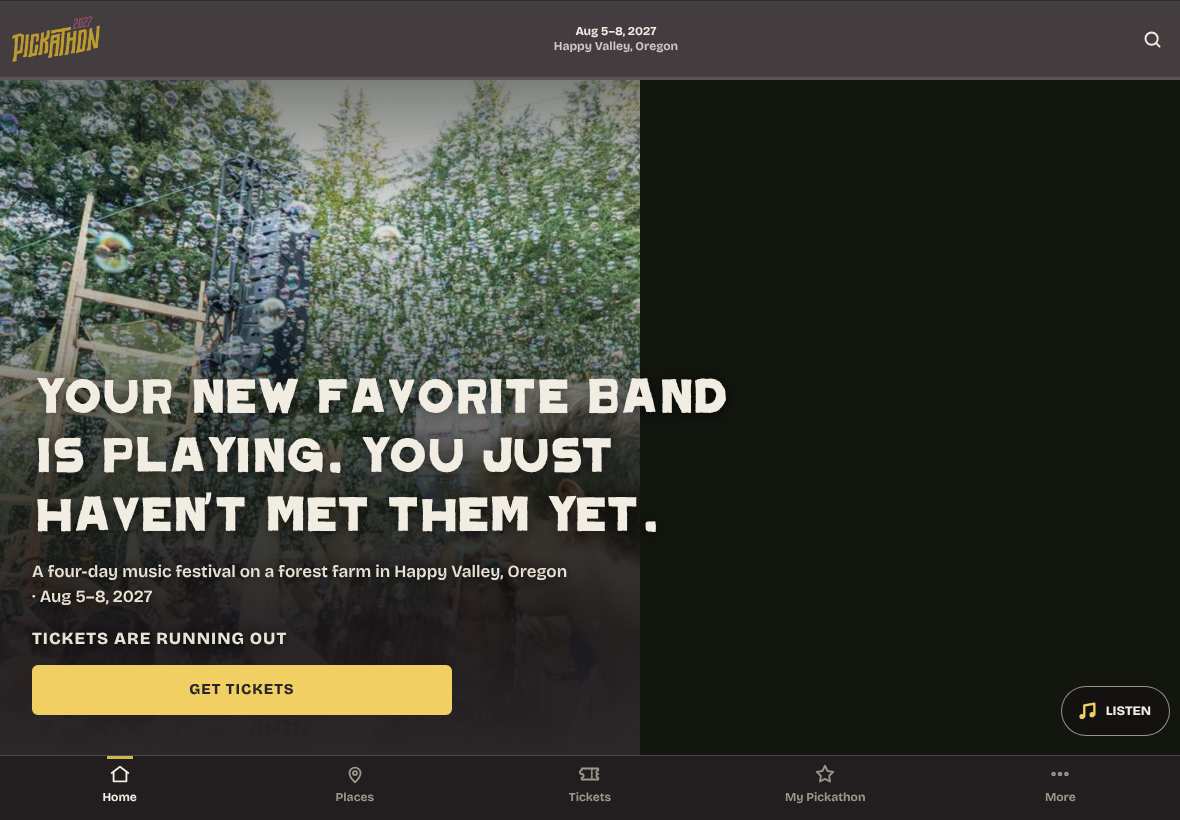 2027
PICKATHON
Aug 5–8, 2027
Happy Valley, Oregon
YOUR NEW FAVORITE BAND
IS PLAYING. YOU JUST
HAVEN'T MET THEM YET.
A four-day music festival on a forest farm in Happy Valley, Oregon
· Aug 5–8, 2027
TICKETS ARE RUNNING OUT
GET TICKETS
LISTEN
Home
Places
Tickets
My Pickathon
More